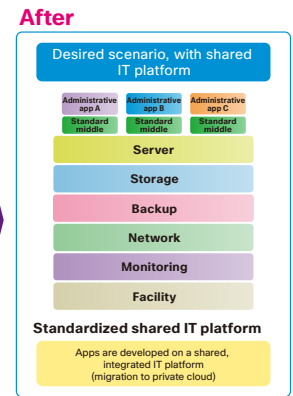 After
Desired scenario, with shared
IT platform
Administrative
app A
Administrative
app B
Administrative
app C
Standard
middle
Standard
middle
Standard
middle
Server
Storage
Backup
Network
Monitoring
Facility
Standardized shared IT platform
Apps are developed on a shared,
integrated IT platform
(migration to private cloud)